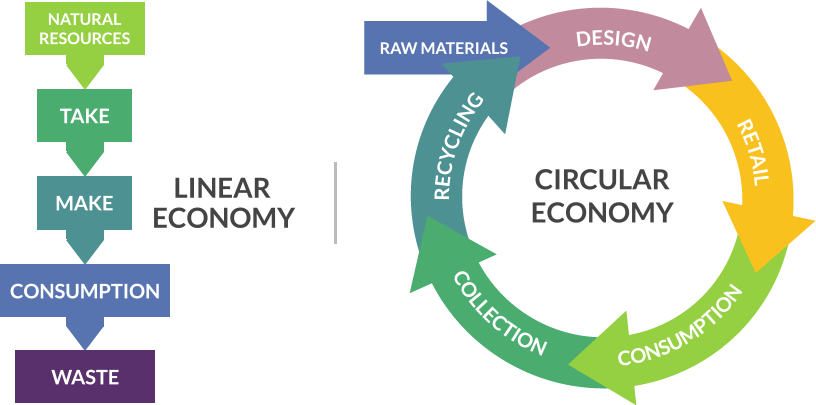 NATURAL
RESOURCES
TAKE
MAKE
CONSUMPTION
WASTE
LINEAR
ECONOMY
RAW MATERIALS
DESIGN
RETAIL
CONSUMPTION
COLLECTION
RECYCLING
CIRCULAR
ECONOMY